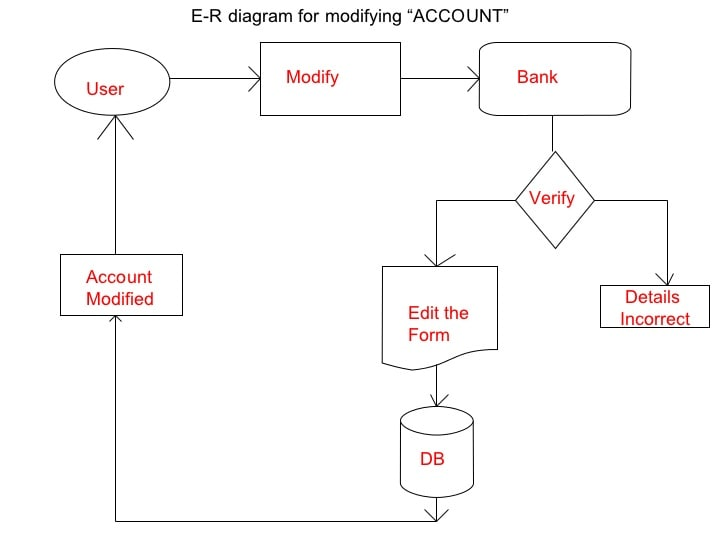 E-R diagram for modifying “ACCOUNT”
User
Modify
Bank
Verify
Account
Modified
Edit the
Form
Details
Incorrect
DB